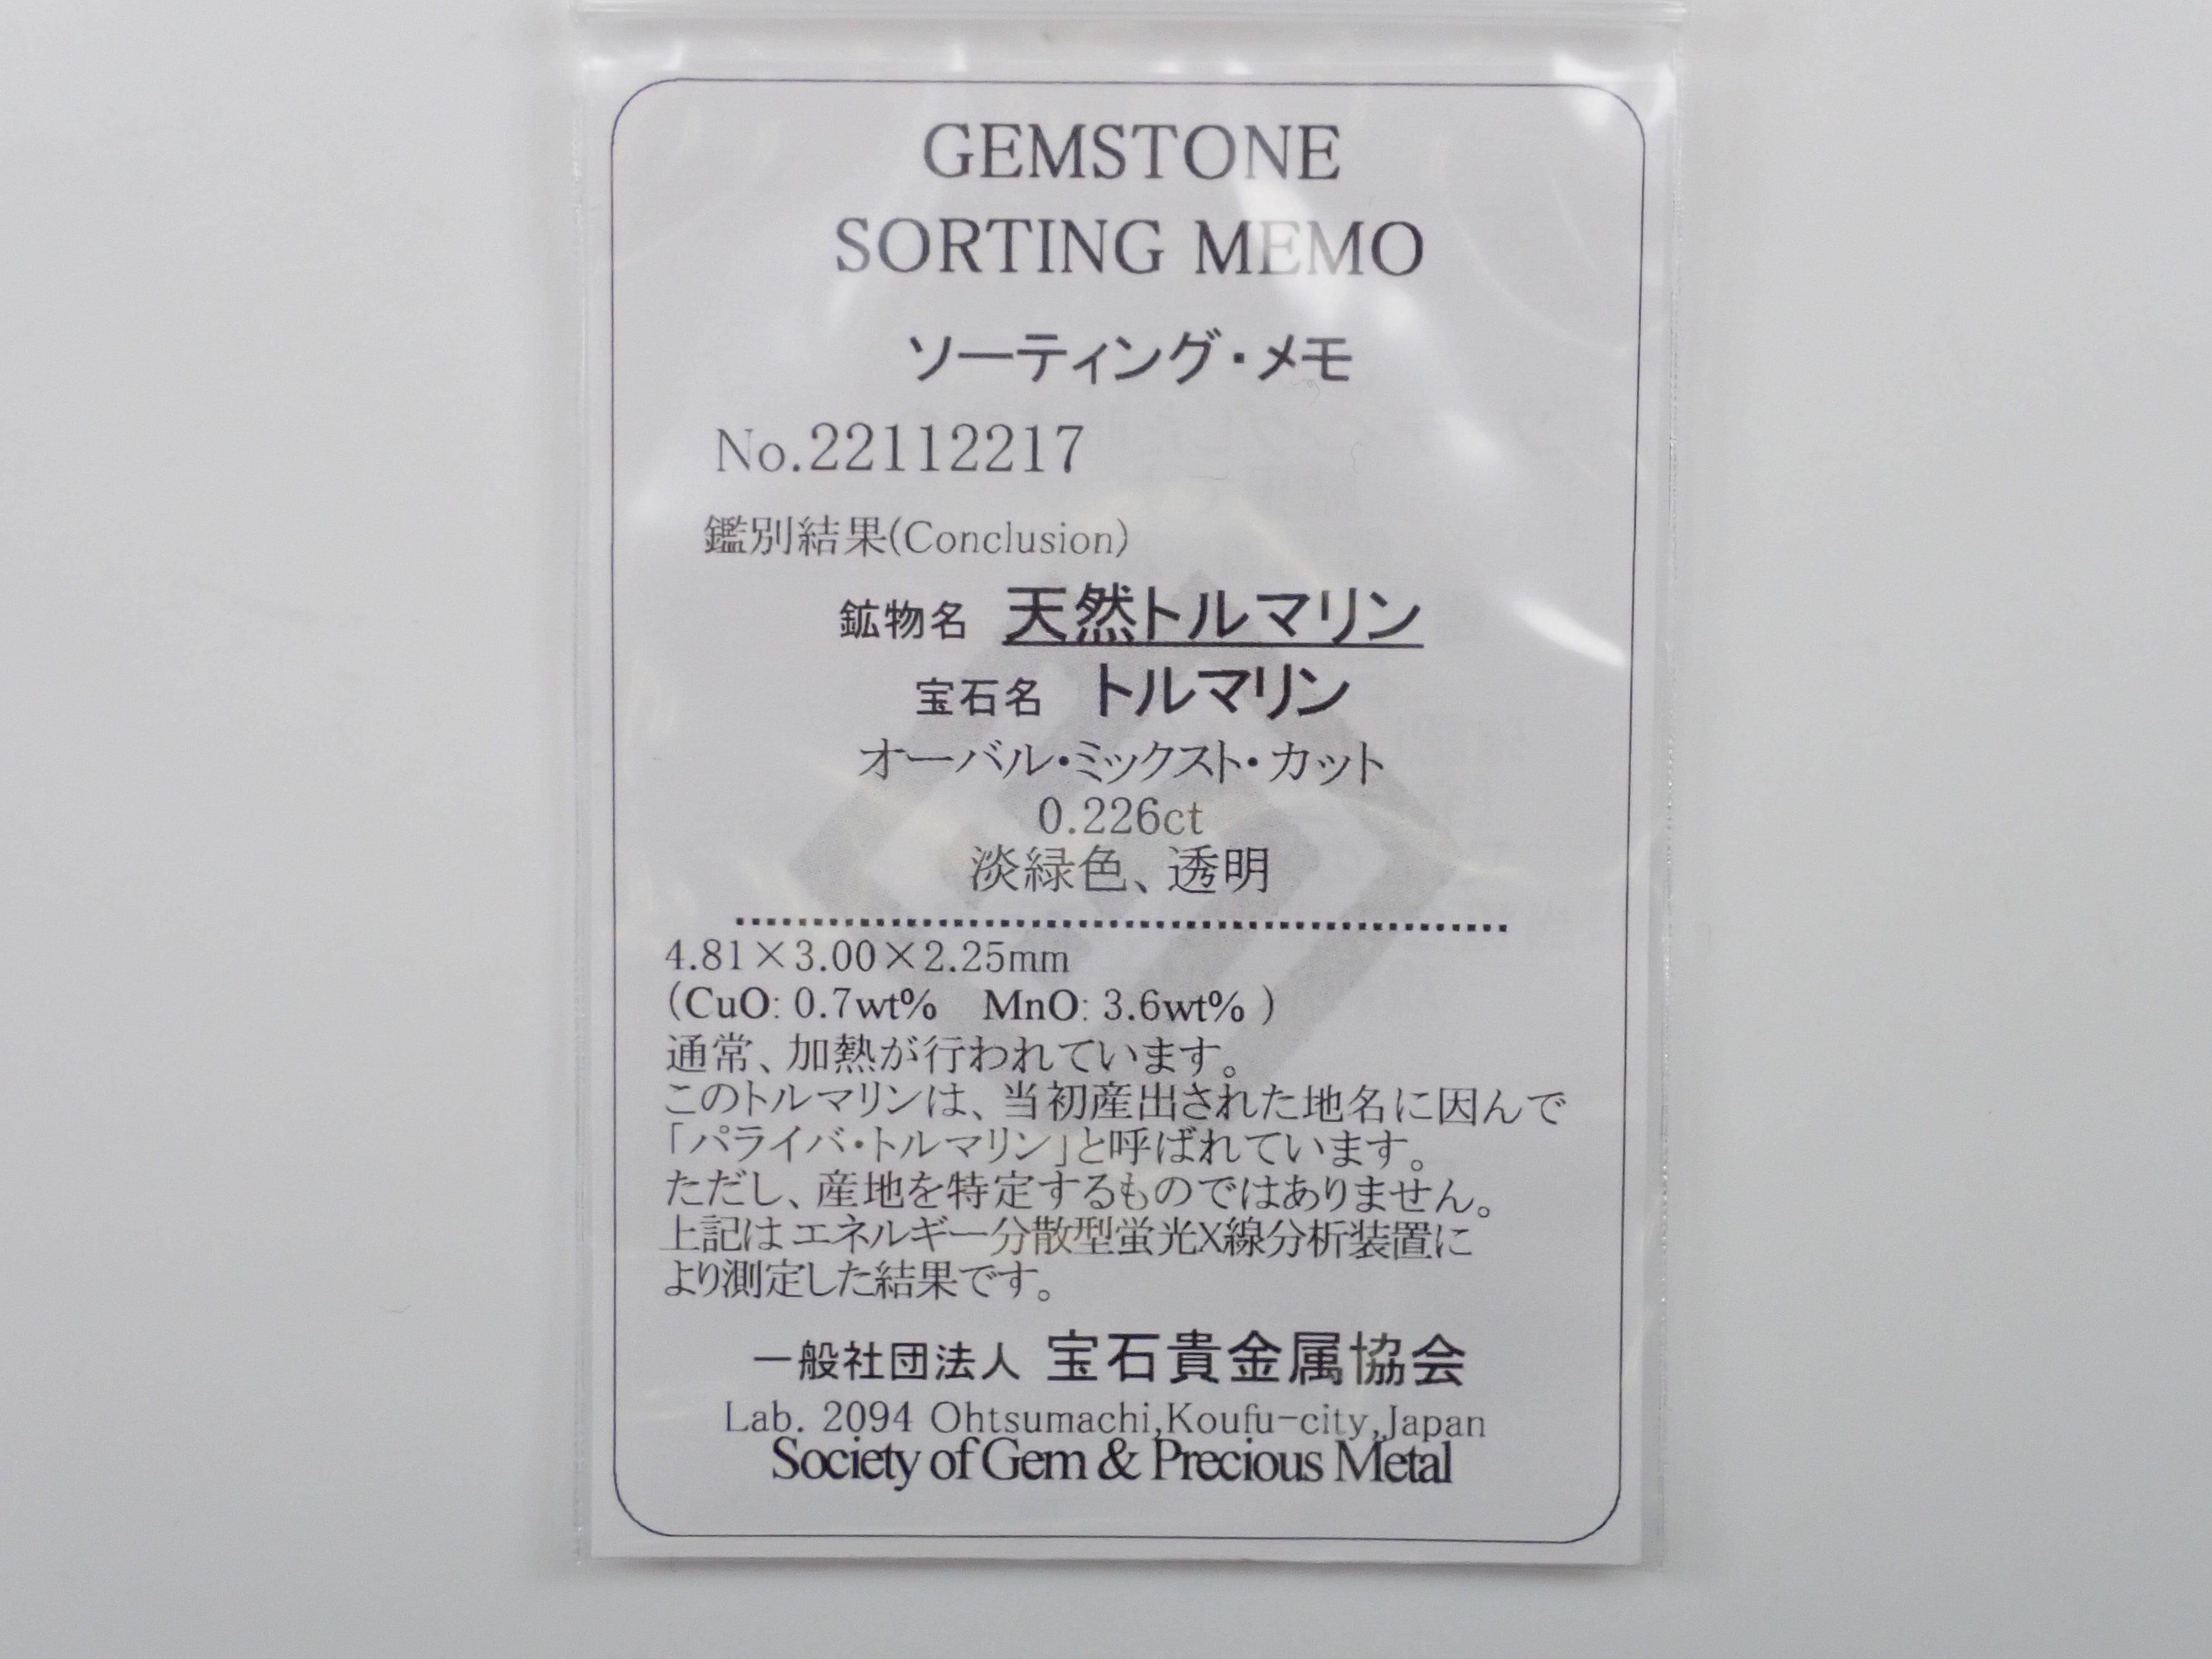 GEMSTONE
SORTING MEMO
ソーティング・メモ
No.22112217
鑑別結果(Conclusion)
鉱物名 天然トルマリン
宝石名 トルマリン
オーバル・ミックスト・カット
0.226ct
淡緑色、透明
4.81×3.00×2.25mm
(CuO: 0.7wt% MnO: 3.6wt% )
通常、加熱が行われています。
このトルマリンは、当初産出された地名に因んで
「パライバ・トルマリン」と呼ばれています。
ただし、産地を特定するものではありません。
上記はエネルギー分散型蛍光X線分析装置に
より測定した結果です。
一般社団法人 宝石貴金属協会
Lab. 2094 Ohtsumachi,Koufu-city,Japan
Society of Gem & Precious Metal